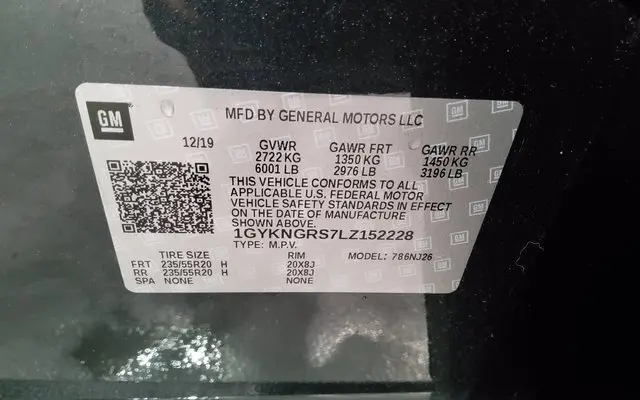 GM
MFD BY GENERAL MOTORS LLC
12/19 GVWR GAWR FRT GAWR RR
2722 KG 1350 KG 1450 KG
6001 LB 2976 LB 3196 LB
THIS VEHICLE CONFORMS TO ALL
APPLICABLE U.S. FEDERAL MOTOR
VEHICLE SAFETY STANDARDS IN EFFECT
ON THE DATE OF MANUFACTURE
SHOWN ABOVE.
1GYKNGRS7LZ152228
TYPE: M.P.V. MODEL: 786NJ26
TIRE SIZE RIM
FRT 235/55R20 H 20X8J
RR 235/55R20 H 20X8J
SPA NONE NONE